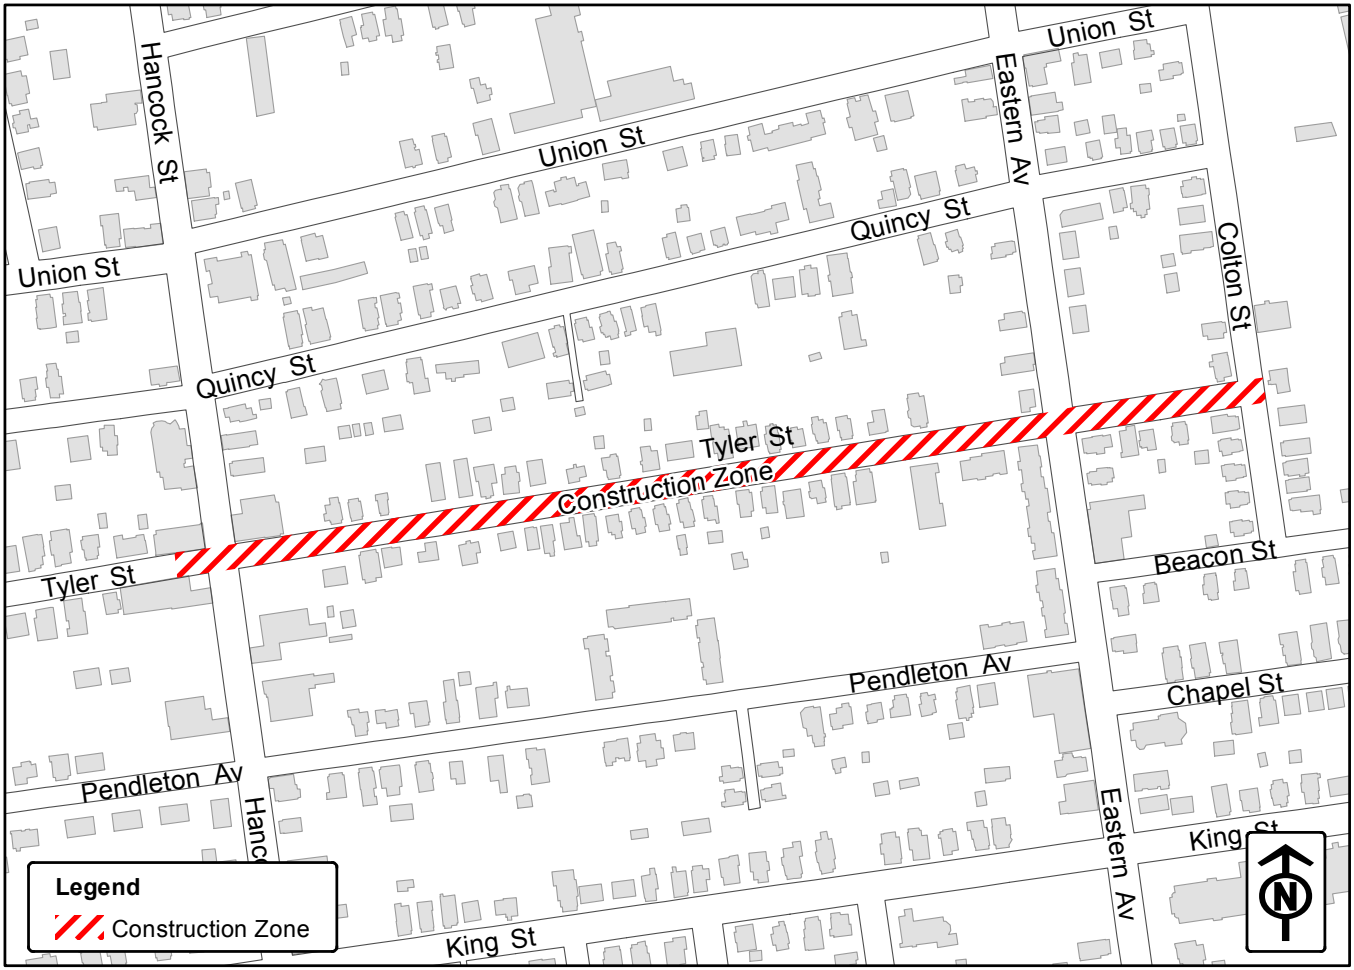 Union St
Hancock St
Eastern Av
Union St
Quincy St
Colton St
Union St
Quincy St
Tyler St
Construction Zone
Beacon St
Tyler St
Pendleton Av
Chapel St
Pendleton Av
Hanc
Eastern Av
King St
Legend
Construction Zone
King St
N